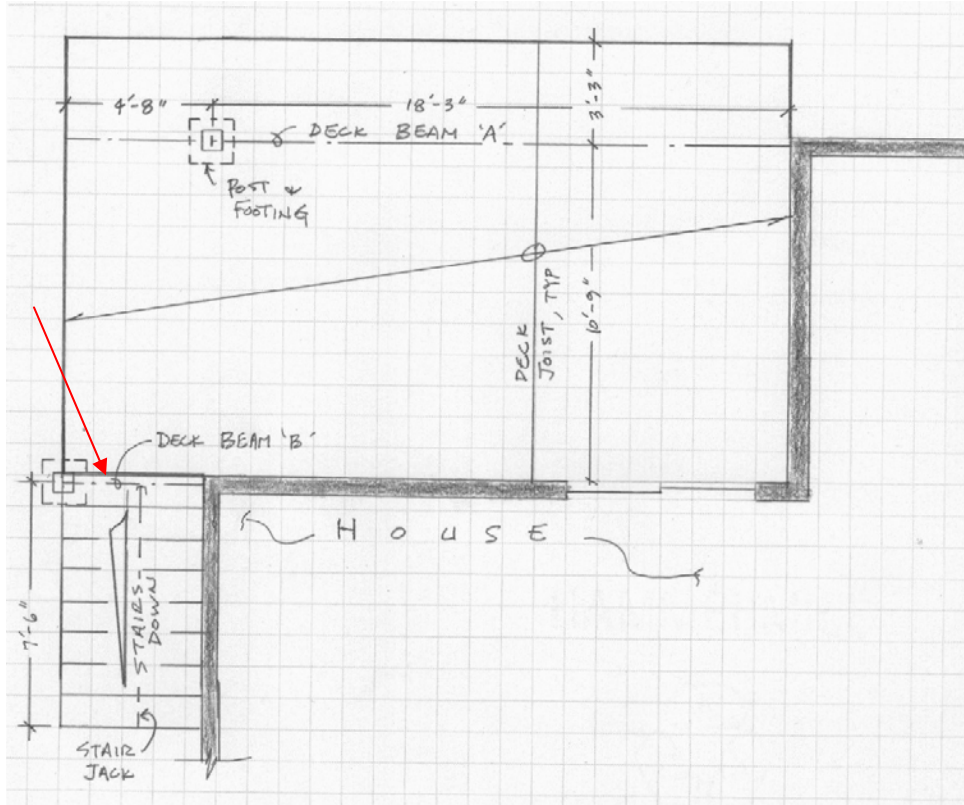 4'-8"
18'-3"
3'-3"
DECK BEAM 'A'
POST &
FOOTING
DECK
JOIST, TYP
10'-9"
DECK BEAM 'B'
HOUSE
7'-6"
STAIRS
DOWN
STAIR
JACK